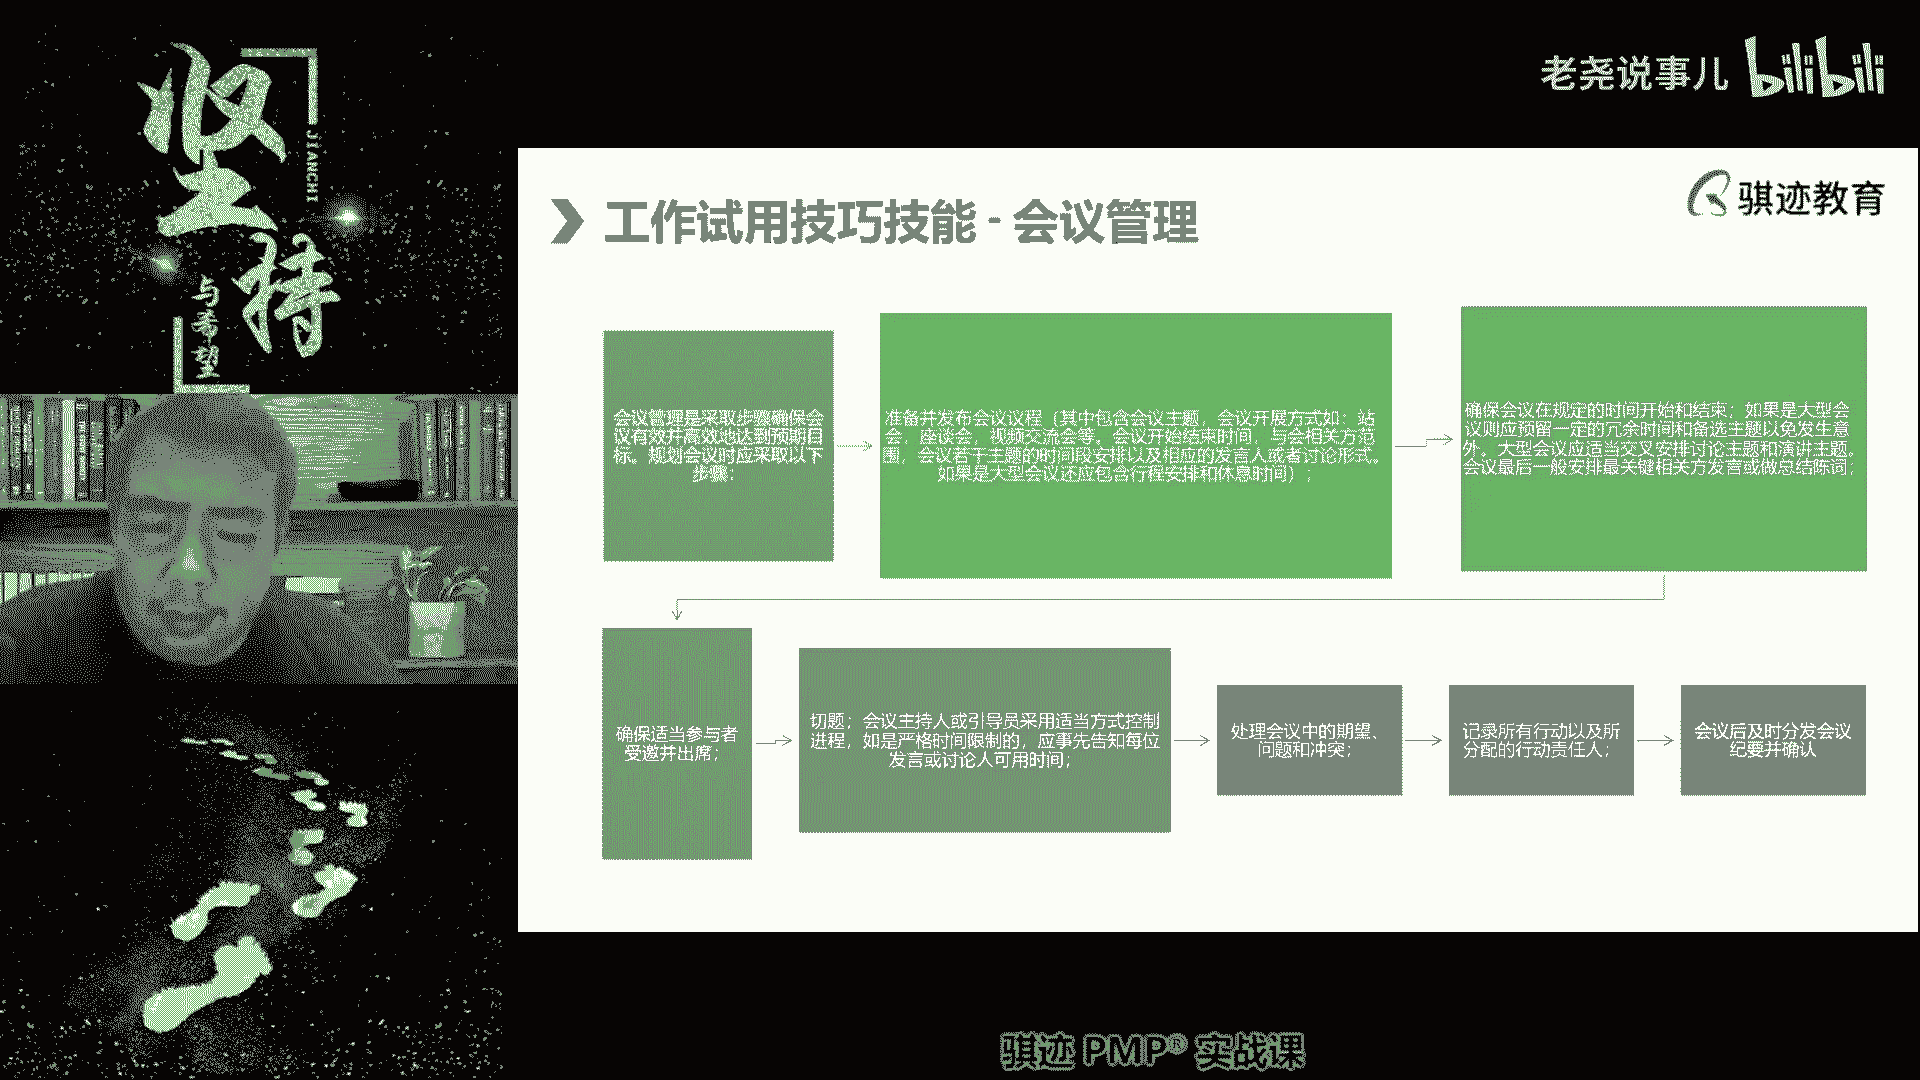 坚持
JIANCHI
与希望
老尧说事儿 bilibili
骐迹教育
工作试用技巧技能 - 会议管理
会议管理是采取步骤确保会
议有效并高效地达到预期目
标。规划会议时应采取以下
步骤:
准备并发布会议议程（其中包含会议主题，会议开展方式如：站
会，座谈会，视频交流会等。会议开始结束时间，与会相关方范
围，会议若干主题的时间段安排以及相应的发言人或者讨论形式。
如果是大型会议还应包含行程安排和休息时间）;
确保会议在规定的时间开始和结束；如果是大型会
议则应预留一定的冗余时间和备选主题以免发生意
外。大型会议应适当交叉安排讨论主题和演讲主题。
会议最后一般安排最关键相关方发言或做总结陈词;
确保适当参与者
受邀并出席;
切题；会议主持人或引导员采用适当方式控制
进程，如是严格时间限制的，应事先告知每位
发言或讨论人可用时间;
处理会议中的期望、
问题和冲突;
记录所有行动以及所
分配的行动责任人;
会议后及时分发会议
纪要并确认
骐迹 PMP® 实战课